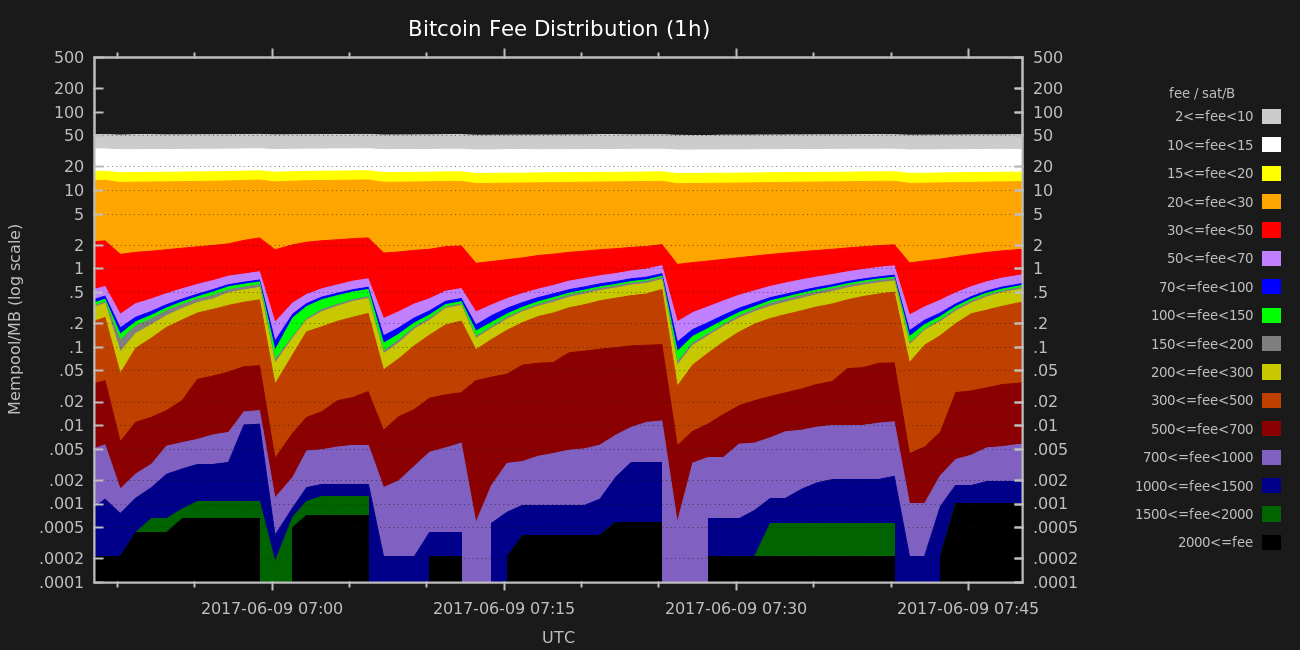 Bitcoin Fee Distribution (1h)
500 500
200 200
100 100
50 50
20 20
10 10
5 5
2 2
1 1
.5 .5
.2 .2
.1 .1
.05 .05
.02 .02
.01 .01
.005 .005
.002 .002
.001 .001
.0005 .0005
.0002 .0002
.0001 .0001
Mempool/MB (log scale)
2017-06-09 07:00 2017-06-09 07:15 2017-06-09 07:30 2017-06-09 07:45
UTC
fee / sat/B
2<=fee<10
10<=fee<15
15<=fee<20
20<=fee<30
30<=fee<50
50<=fee<70
70<=fee<100
100<=fee<150
150<=fee<200
200<=fee<300
300<=fee<500
500<=fee<700
700<=fee<1000
1000<=fee<1500
1500<=fee<2000
2000<=fee